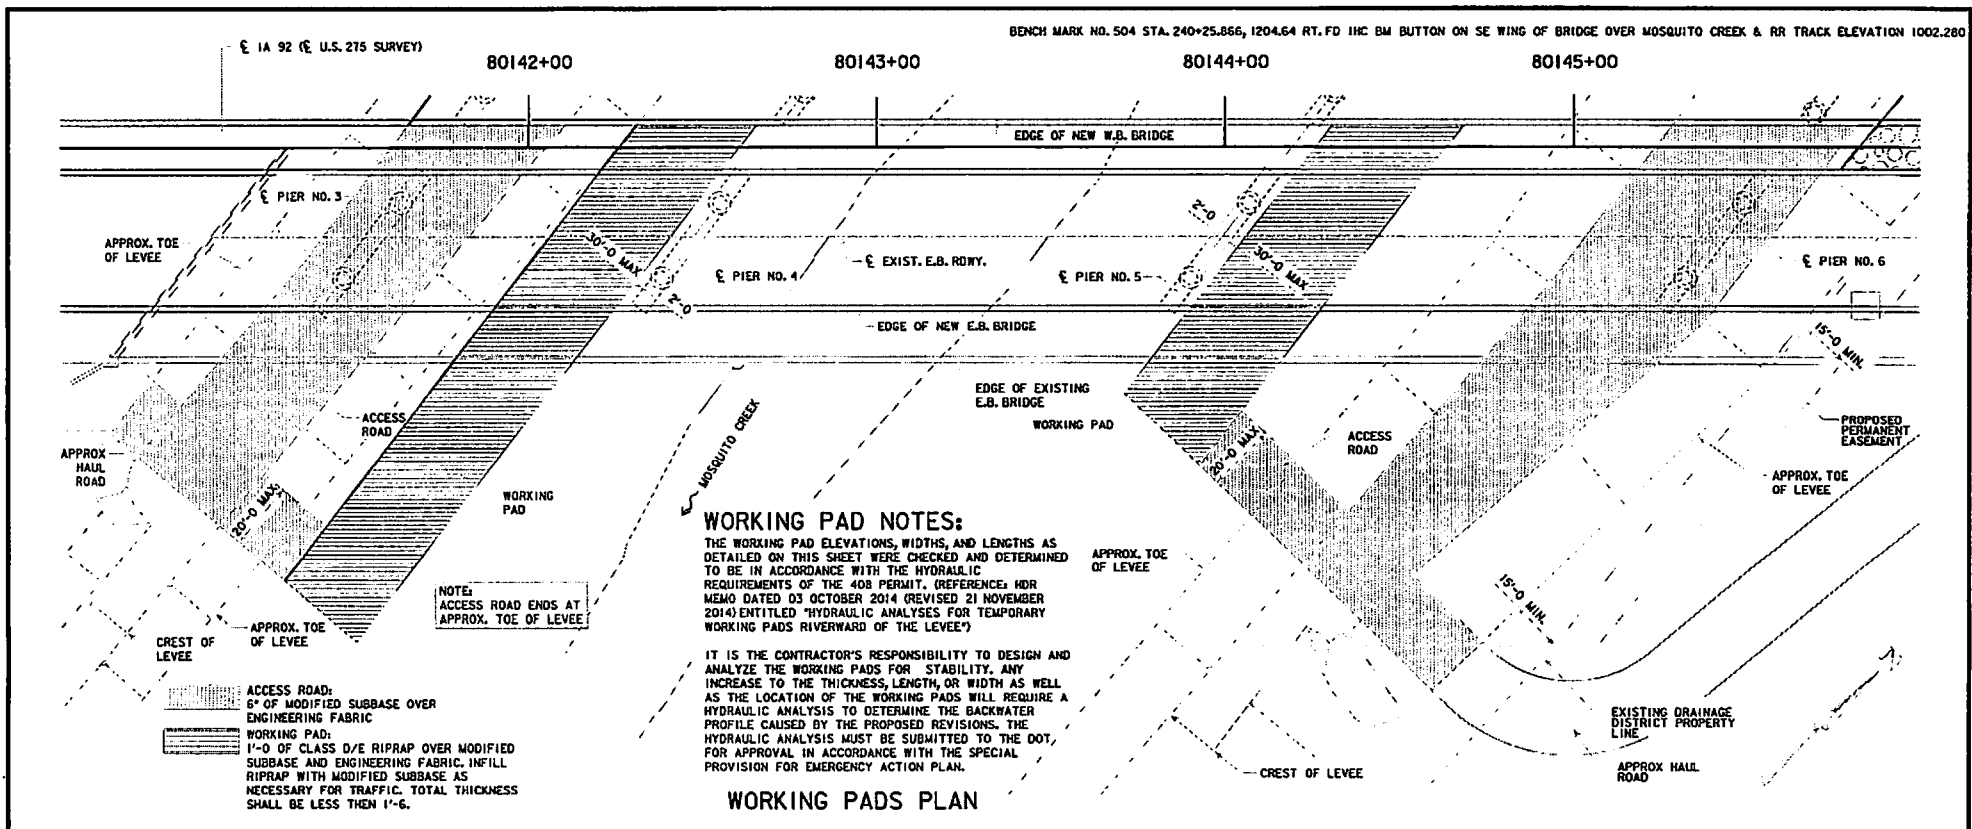 BENCH MARK NO. 504 STA. 240+25.866, 1204.64 RT. FD IHC BM BUTTON ON SE WING OF BRIDGE OVER MOSQUITO CREEK & RR TRACK ELEVATION 1002.280
℄ IA 92 (℄ U.S. 275 SURVEY)
80142+00
80143+00
80144+00
80145+00
EDGE OF NEW W.B. BRIDGE
℄ PIER NO. 3
2'-0
APPROX. TOE
OF LEVEE
30'-0 MAX
℄ EXIST. E.B. RDWY.
℄ PIER NO. 4
℄ PIER NO. 5
30'-0 MAX
℄ PIER NO. 6
2'-0
EDGE OF NEW E.B. BRIDGE
15'-0 MIN.
EDGE OF EXISTING
E.B. BRIDGE
WORKING PAD
ACCESS
ROAD
MOSQUITO CREEK
20'-0 MAX.
ACCESS
ROAD
PROPOSED
PERMANENT
EASEMENT
APPROX
HAUL
ROAD
APPROX. TOE
OF LEVEE
20'-0 MAX.
WORKING
PAD
WORKING PAD NOTES:
THE WORKING PAD ELEVATIONS, WIDTHS, AND LENGTHS AS
DETAILED ON THIS SHEET WERE CHECKED AND DETERMINED
TO BE IN ACCORDANCE WITH THE HYDRAULIC
REQUIREMENTS OF THE 408 PERMIT. (REFERENCE: HDR
MEMO DATED 03 OCTOBER 2014 (REVISED 21 NOVEMBER
2014) ENTITLED "HYDRAULIC ANALYSES FOR TEMPORARY
WORKING PADS RIVERWARD OF THE LEVEE")
IT IS THE CONTRACTOR'S RESPONSIBILITY TO DESIGN AND
ANALYZE THE WORKING PADS FOR STABILITY. ANY
INCREASE TO THE THICKNESS, LENGTH, OR WIDTH AS WELL
AS THE LOCATION OF THE WORKING PADS WILL REQUIRE A
HYDRAULIC ANALYSIS TO DETERMINE THE BACKWATER
PROFILE CAUSED BY THE PROPOSED REVISIONS. THE
HYDRAULIC ANALYSIS MUST BE SUBMITTED TO THE DOT
FOR APPROVAL IN ACCORDANCE WITH THE SPECIAL
PROVISION FOR EMERGENCY ACTION PLAN.
APPROX. TOE
OF LEVEE
15'-0 MIN.
NOTE:
ACCESS ROAD ENDS AT
APPROX. TOE OF LEVEE
CREST OF
LEVEE
APPROX. TOE
OF LEVEE
ACCESS ROAD:
6" OF MODIFIED SUBBASE OVER
ENGINEERING FABRIC
WORKING PAD:
1'-0 OF CLASS D/E RIPRAP OVER MODIFIED
SUBBASE AND ENGINEERING FABRIC. INFILL
RIPRAP WITH MODIFIED SUBBASE AS
NECESSARY FOR TRAFFIC. TOTAL THICKNESS
SHALL BE LESS THEN 1'-6.
EXISTING DRAINAGE
DISTRICT PROPERTY
LINE
CREST OF LEVEE
APPROX HAUL
ROAD
WORKING PADS PLAN